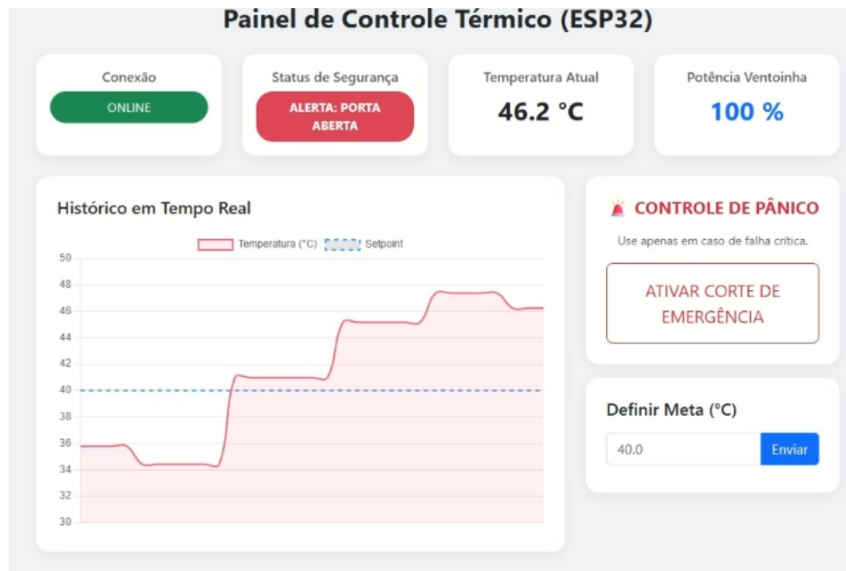 Painel de Controle Térmico (ESP32)
Conexão
ONLINE
Status de Segurança
ALERTA: PORTA
ABERTA
Temperatura Atual
46.2 °C
Potência Ventoinha
100 %
Histórico em Tempo Real
Temperatura (°C)
Setpoint
50
48
46
44
42
40
38
36
34
32
30
CONTROLE DE PÂNICO
Use apenas em caso de falha crítica.
ATIVAR CORTE DE
EMERGÊNCIA
Definir Meta (°C)
40.0
Enviar